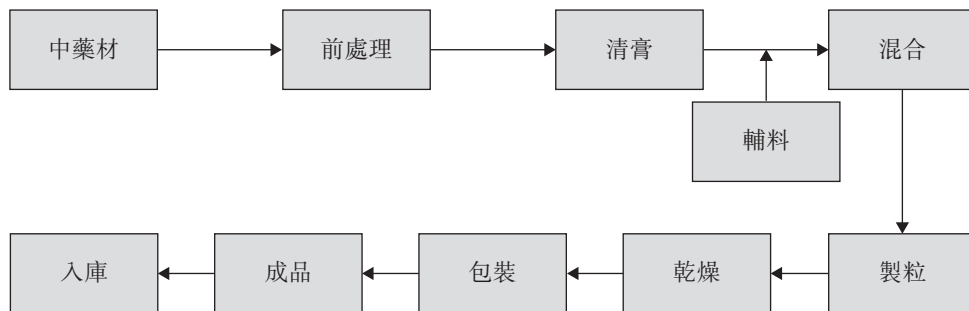 中藥材
前處理
清膏
混合
輔料
入庫
成品
包裝
乾燥
製粒